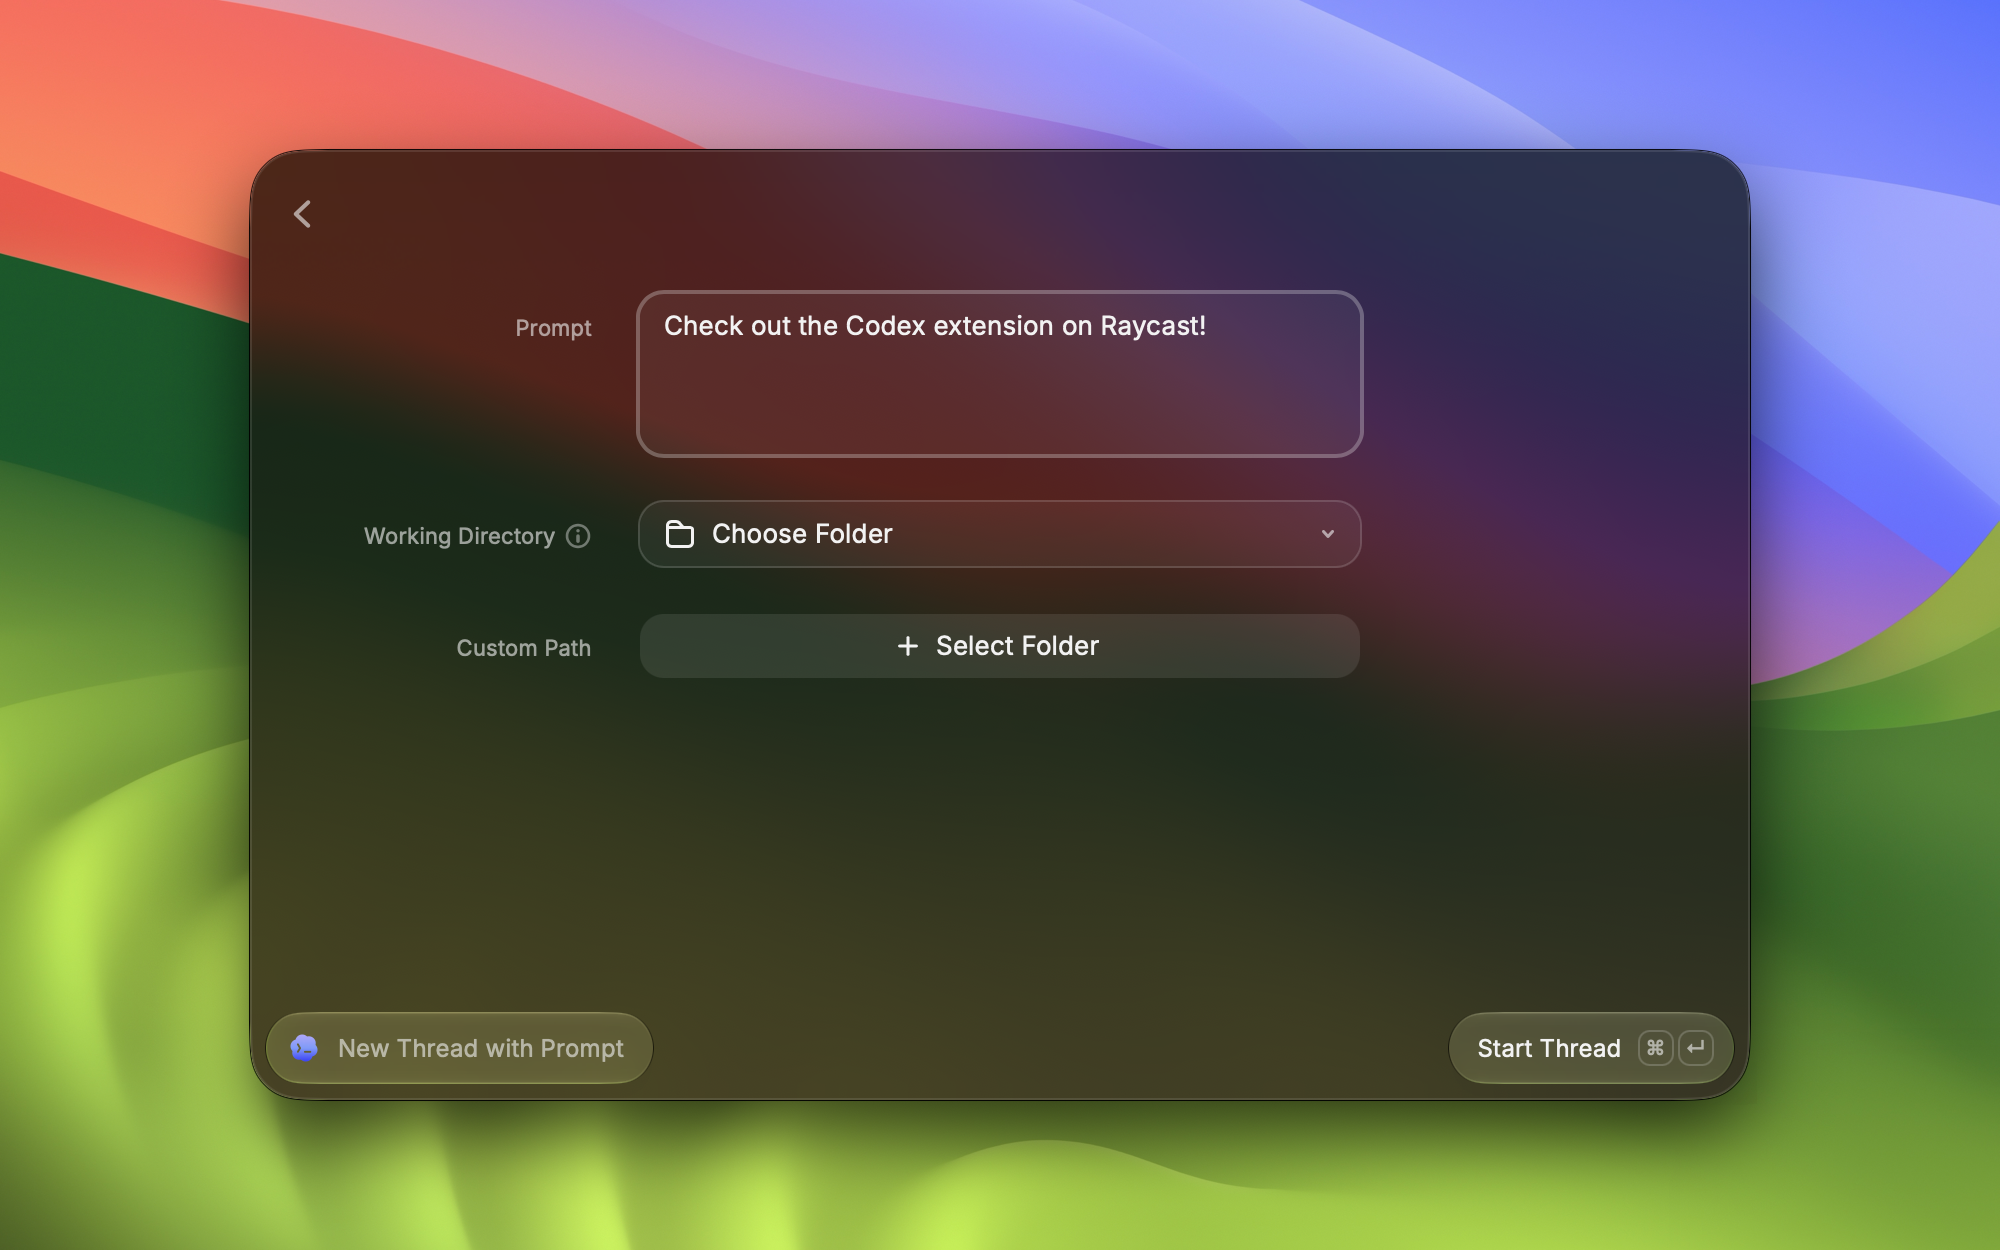 Prompt
Check out the Codex extension on Raycast!
Working Directory
Choose Folder
Custom Path
+ Select Folder
New Thread with Prompt
Start Thread ⌘ ↵